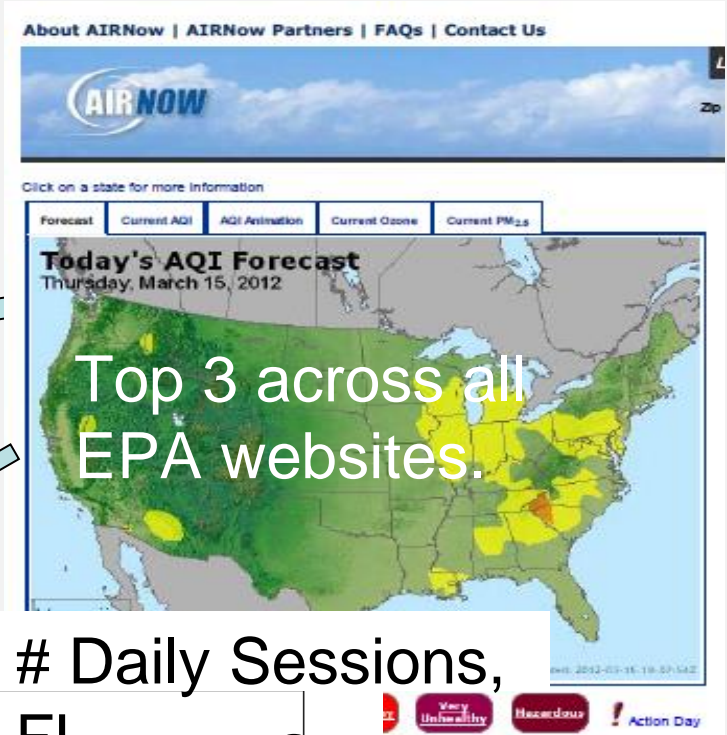 About AIRNow | AIRNow Partners | FAQs | Contact Us
AIRNOW
Zip
Click on a state for more information
Forecast
Current AQI
AQI Animation
Current Ozone
Current PM2.5
Today's AQI Forecast
Thursday, March 15, 2012
Top 3 across all
EPA websites.
# Daily Sessions,
Very
Unhealthy
Hazardous
! Action Day